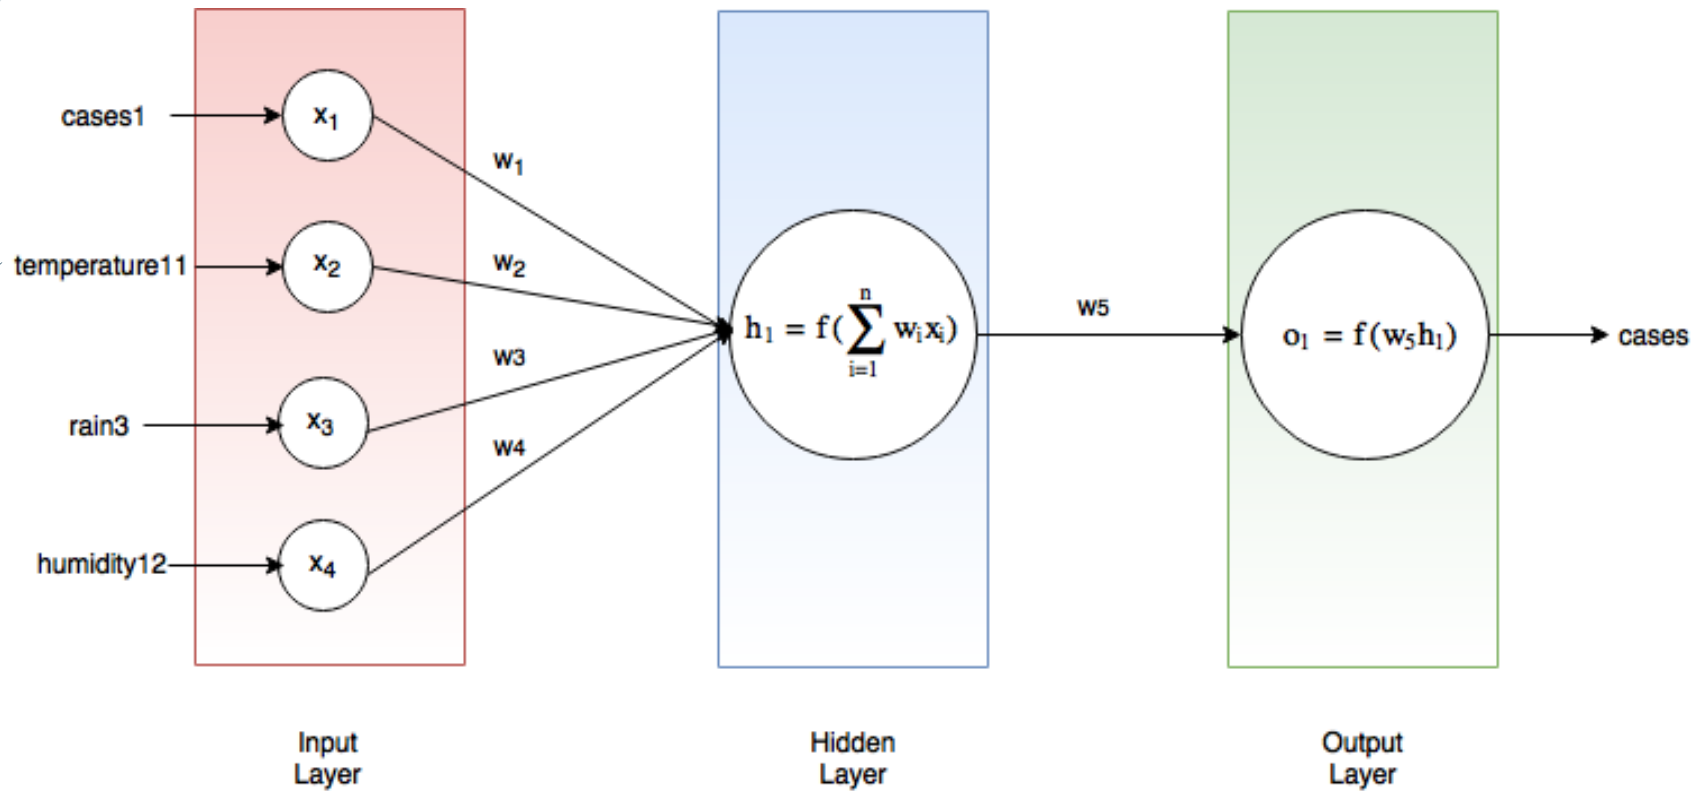 cases1
x₁
w₁
temperature11
x₂
w₂
rain3
x₃
w3
humidity12
x₄
w4
h₁ = f(∑ⁿᵢ₌₁ wᵢxᵢ)
w5
o₁ = f(w₅h₁)
cases
Input
Layer
Hidden
Layer
Output
Layer